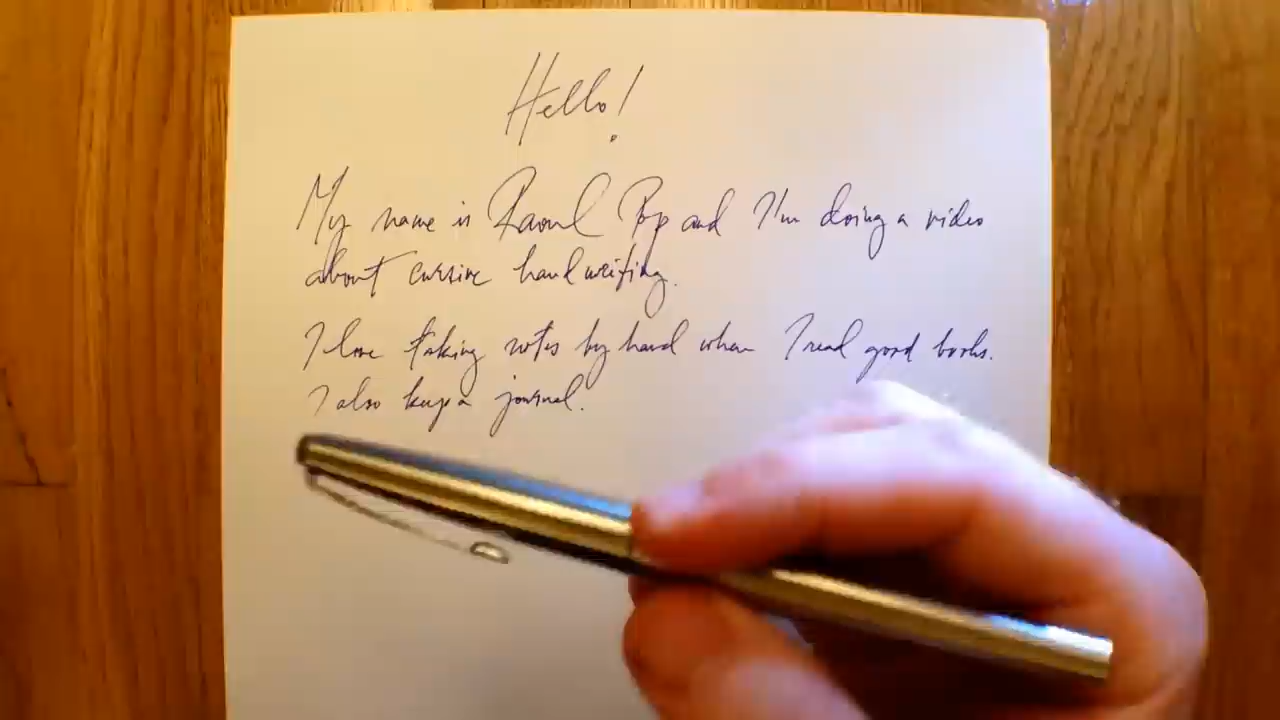 Hello!
My name is Raoul Pop and I'm doing a video
about cursive handwriting.
I love taking notes by hand when I read good books.
I also keep a journal.